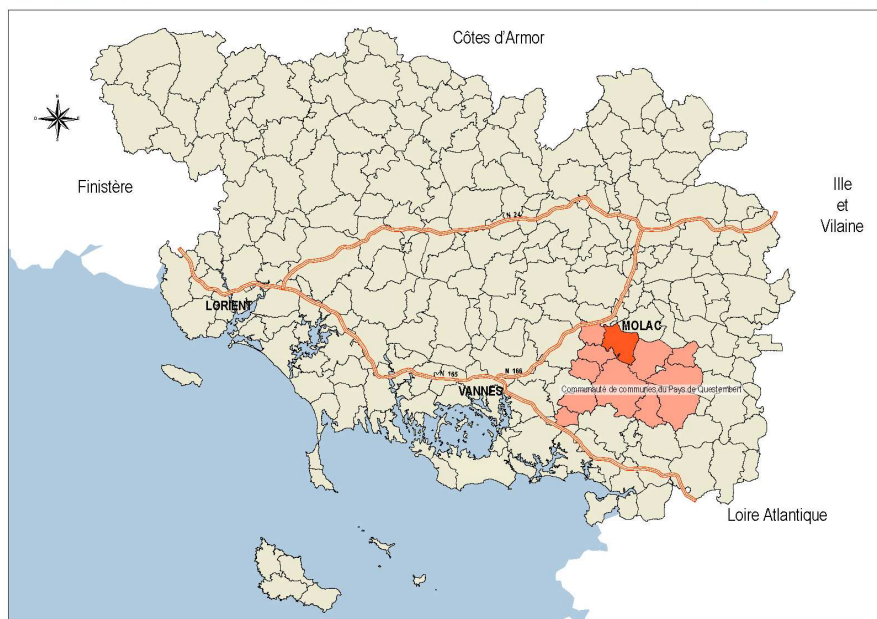 Côtes d'Armor
N
O
E
S
Finistère
Ille
et
Vilaine
N 24
LORIENT
MOLAC
N 165
N 166
VANNES
Communauté de communes du Pays de Questembert
Loire Atlantique